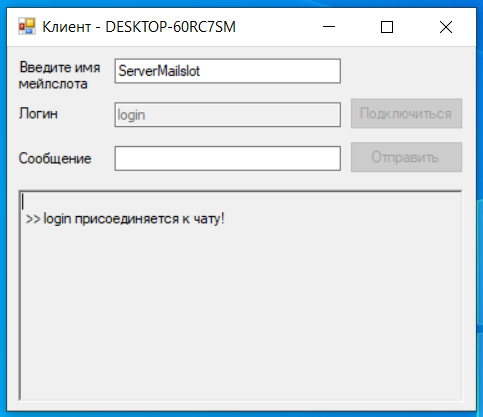 Клиент - DESKTOP-60RC7SM
Введите имя
мейлслота
ServerMailslot
Логин
login
Подключиться
Сообщение
Отправить
>> login присоединяется к чату!